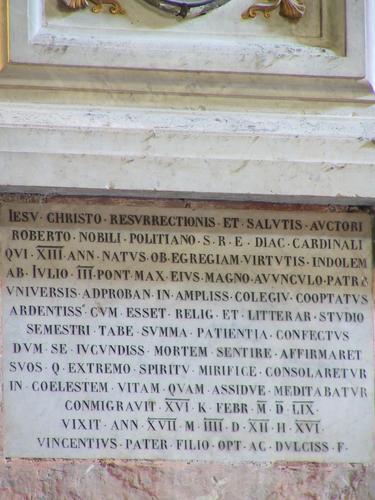 IESV · CHRISTO · RESVRRECTIONIS · ET · SALVTIS · AVCTORI
ROBERTO · NOBILI · POLITIANO · S · R · E · DIAC · CARDINALI
QVI · XIII · ANN · NATVS · OB · EGREGIAM · VIRTVTIS · INDOLEM
AB · IVLIO · III · PONT · MAX · EIVS · MAGNO · AVVNCVLO · PATRE
VNIVERSIS · ADPROBAN · IN · AMPLISS · COLEGIV · COOPTATVS
ARDENTISS · CVM · ESSET · RELIG · ET · LITTERAR · STVDIO
SEMESTRI · TABE · SVMMA · PATIENTIA · CONFECTVS
DVM · SE · IVCVNDISS · MORTEM · SENTIRE · AFFIRMARET
SVOS · Q · EXTREMO · SPIRITV · MIRIFICE · CONSOLARETVR
IN · COELESTEM · VITAM · QVAM · ASSIDVE · MEDITABATVR
CONMIGRAVIT · XVI · K · FEBR · M · D · LIX ·
VIXIT · ANN · XVII · M · IIII · D · XII · H · XVI ·
VINCENTIVS · PATER · FILIO · OPT · AC · DVLCISS · F ·